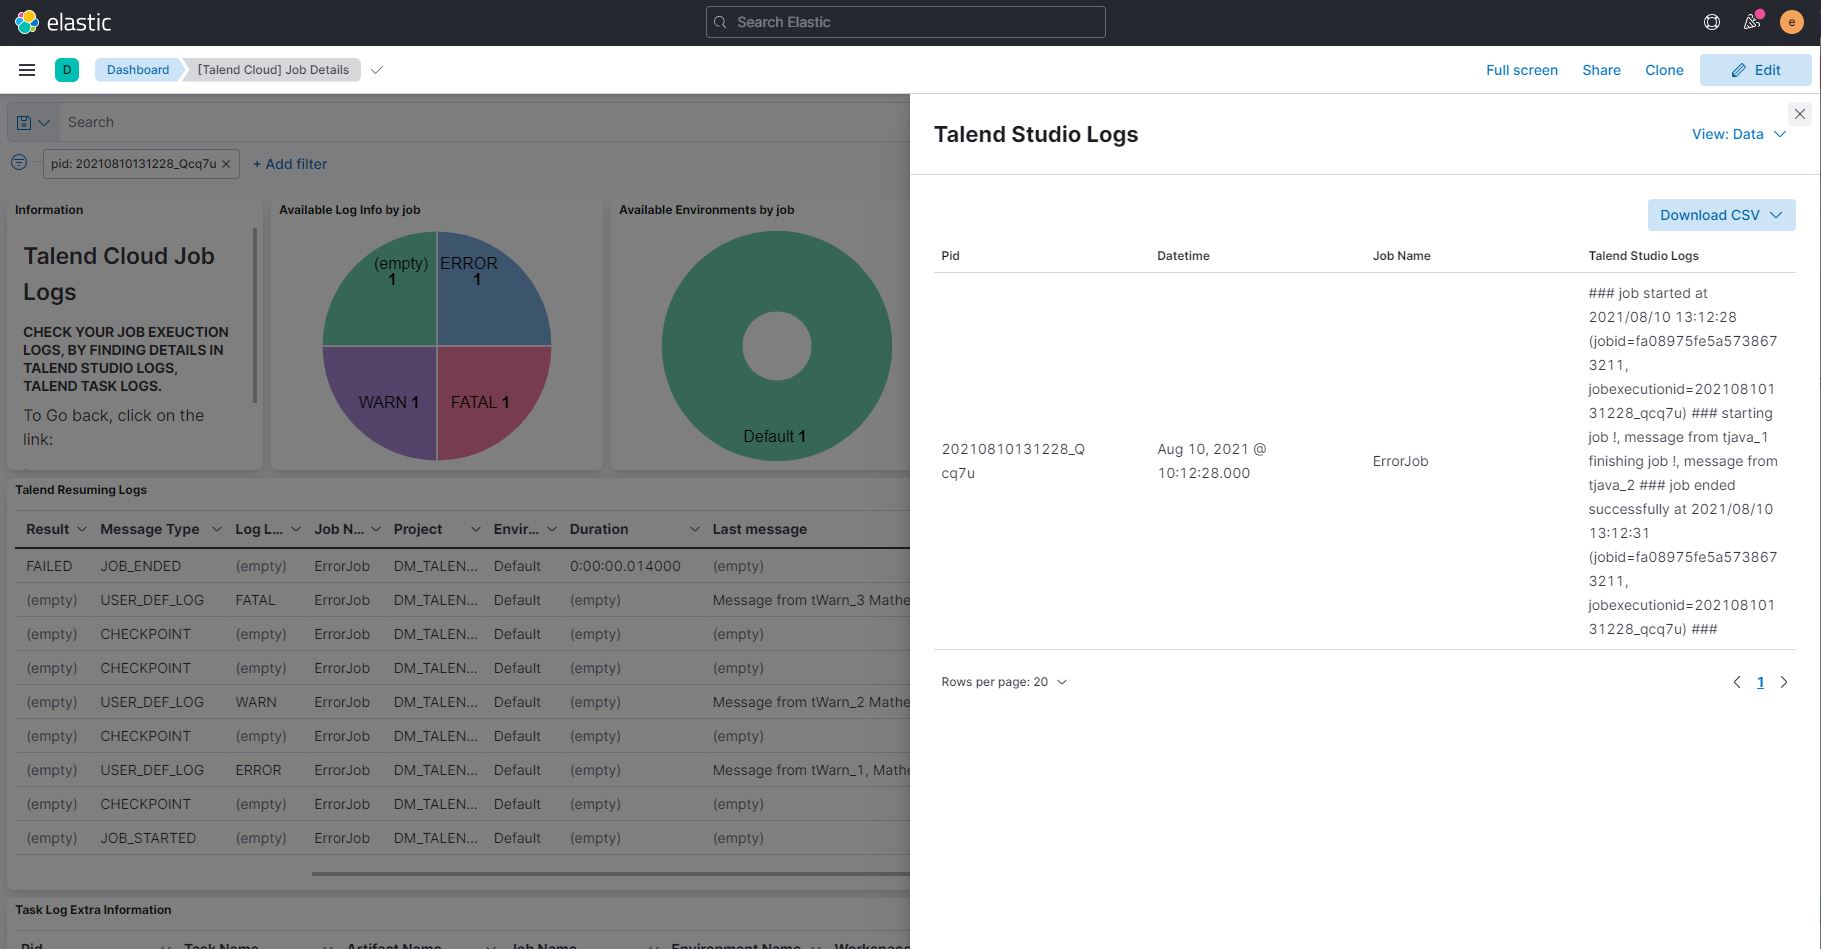 elastic
Search Elastic
e
D
Dashboard
[Talend Cloud] Job Details
Full screen
Share
Clone
Edit
Search
pid: 20210810131228_Qcq7u
+ Add filter
Information
Talend Cloud Job
Logs
CHECK YOUR JOB EXEUCTION
LOGS, BY FINDING DETAILS IN
TALEND STUDIO LOGS,
TALEND TASK LOGS.
To Go back, click on the
link:
Available Log Info by job
(empty)
1
ERROR
1
WARN 1
FATAL 1
Available Environments by job
Default 1
Talend Resuming Logs
Result Message Type Log L... Job N... Project Envir... Duration Last message
FAILED JOB_ENDED (empty) ErrorJob DM_TALEN... Default 0:00:00.014000 (empty)
(empty) USER_DEF_LOG FATAL ErrorJob DM_TALEN... Default (empty) Message from tWarn_3 Mathe
(empty) CHECKPOINT (empty) ErrorJob DM_TALEN... Default (empty) (empty)
(empty) CHECKPOINT (empty) ErrorJob DM_TALEN... Default (empty) (empty)
(empty) USER_DEF_LOG WARN ErrorJob DM_TALEN... Default (empty) Message from tWarn_2 Mathe
(empty) CHECKPOINT (empty) ErrorJob DM_TALEN... Default (empty) (empty)
(empty) USER_DEF_LOG ERROR ErrorJob DM_TALEN... Default (empty) Message from tWarn_1, Mathe
(empty) CHECKPOINT (empty) ErrorJob DM_TALEN... Default (empty) (empty)
(empty) JOB_STARTED (empty) ErrorJob DM_TALEN... Default (empty) (empty)
Task Log Extra Information
Pid Task Name Artifact Name Job Name Environment Name Workspac
Talend Studio Logs
View: Data
Download CSV
Pid Datetime Job Name Talend Studio Logs
20210810131228_Q
cq7u
Aug 10, 2021 @
10:12:28.000
ErrorJob
### job started at
2021/08/10 13:12:28
(jobid=fa08975fe5a573867
3211,
jobexecutionid=202108101
31228_qcq7u) ### starting
job !, message from tjava_1
finishing job !, message from
tjava_2 ### job ended
successfully at 2021/08/10
13:12:31
(jobid=fa08975fe5a573867
3211,
jobexecutionid=202108101
31228_qcq7u) ###
Rows per page: 20
1